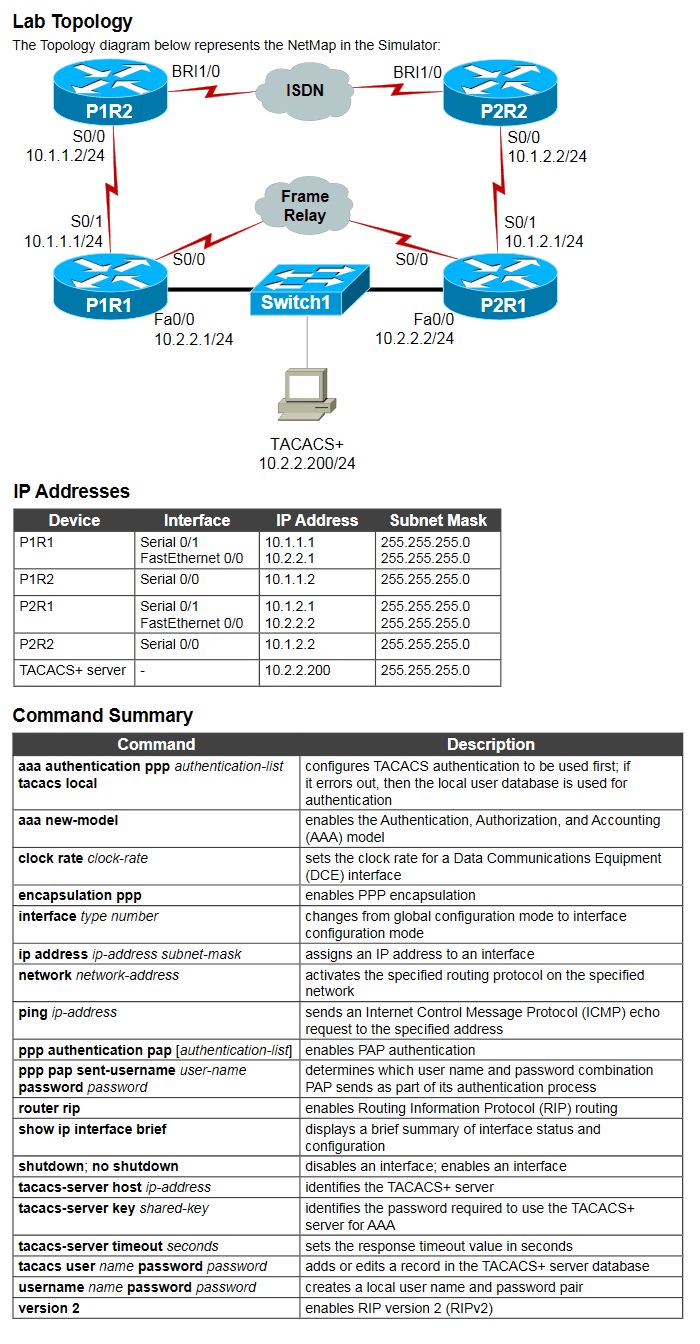 Lab Topology
The Topology diagram below represents the NetMap in the Simulator:
BRI1/0
ISDN
BRI1/0
P1R2
P2R2
S0/0
10.1.1.2/24
S0/0
10.1.2.2/24
Frame
Relay
S0/1
10.1.1.1/24
S0/1
10.1.2.1/24
S0/0
S0/0
P1R1
Switch1
P2R1
Fa0/0
10.2.2.1/24
Fa0/0
10.2.2.2/24
TACACS+
10.2.2.200/24
IP Addresses
Device Interface IP Address Subnet Mask
P1R1 Serial 0/1 10.1.1.1 255.255.255.0
FastEthernet 0/0 10.2.2.1 255.255.255.0
P1R2 Serial 0/0 10.1.1.2 255.255.255.0
P2R1 Serial 0/1 10.1.2.1 255.255.255.0
FastEthernet 0/0 10.2.2.2 255.255.255.0
P2R2 Serial 0/0 10.1.2.2 255.255.255.0
TACACS+ server - 10.2.2.200 255.255.255.0
Command Summary
Command Description
aaa authentication ppp authentication-list configures TACACS authentication to be used first; if
tacacs local it errors out, then the local user database is used for
authentication
aaa new-model enables the Authentication, Authorization, and Accounting
(AAA) model
clock rate clock-rate sets the clock rate for a Data Communications Equipment
(DCE) interface
encapsulation ppp enables PPP encapsulation
interface type number changes from global configuration mode to interface
configuration mode
ip address ip-address subnet-mask assigns an IP address to an interface
network network-address activates the specified routing protocol on the specified
network
ping ip-address sends an Internet Control Message Protocol (ICMP) echo
request to the specified address
ppp authentication pap [authentication-list] enables PAP authentication
ppp pap sent-username user-name determines which user name and password combination
password password PAP sends as part of its authentication process
router rip enables Routing Information Protocol (RIP) routing
show ip interface brief displays a brief summary of interface status and
configuration
shutdown; no shutdown disables an interface; enables an interface
tacacs-server host ip-address identifies the TACACS+ server
tacacs-server key shared-key identifies the password required to use the TACACS+
server for AAA
tacacs-server timeout seconds sets the response timeout value in seconds
tacacs user name password password adds or edits a record in the TACACS+ server database
username name password password creates a local user name and password pair
version 2 enables RIP version 2 (RIPv2)